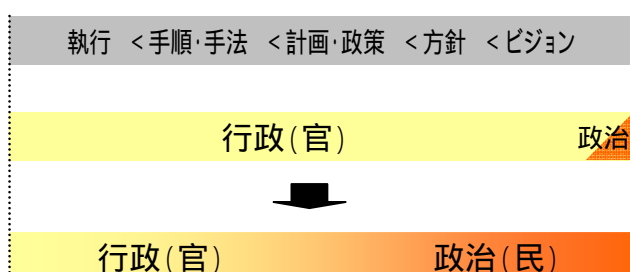 執行 <手順･手法 <計画･政策 <方針 <ビジョン
行政(官) 政治
行政(官) 政治(民)